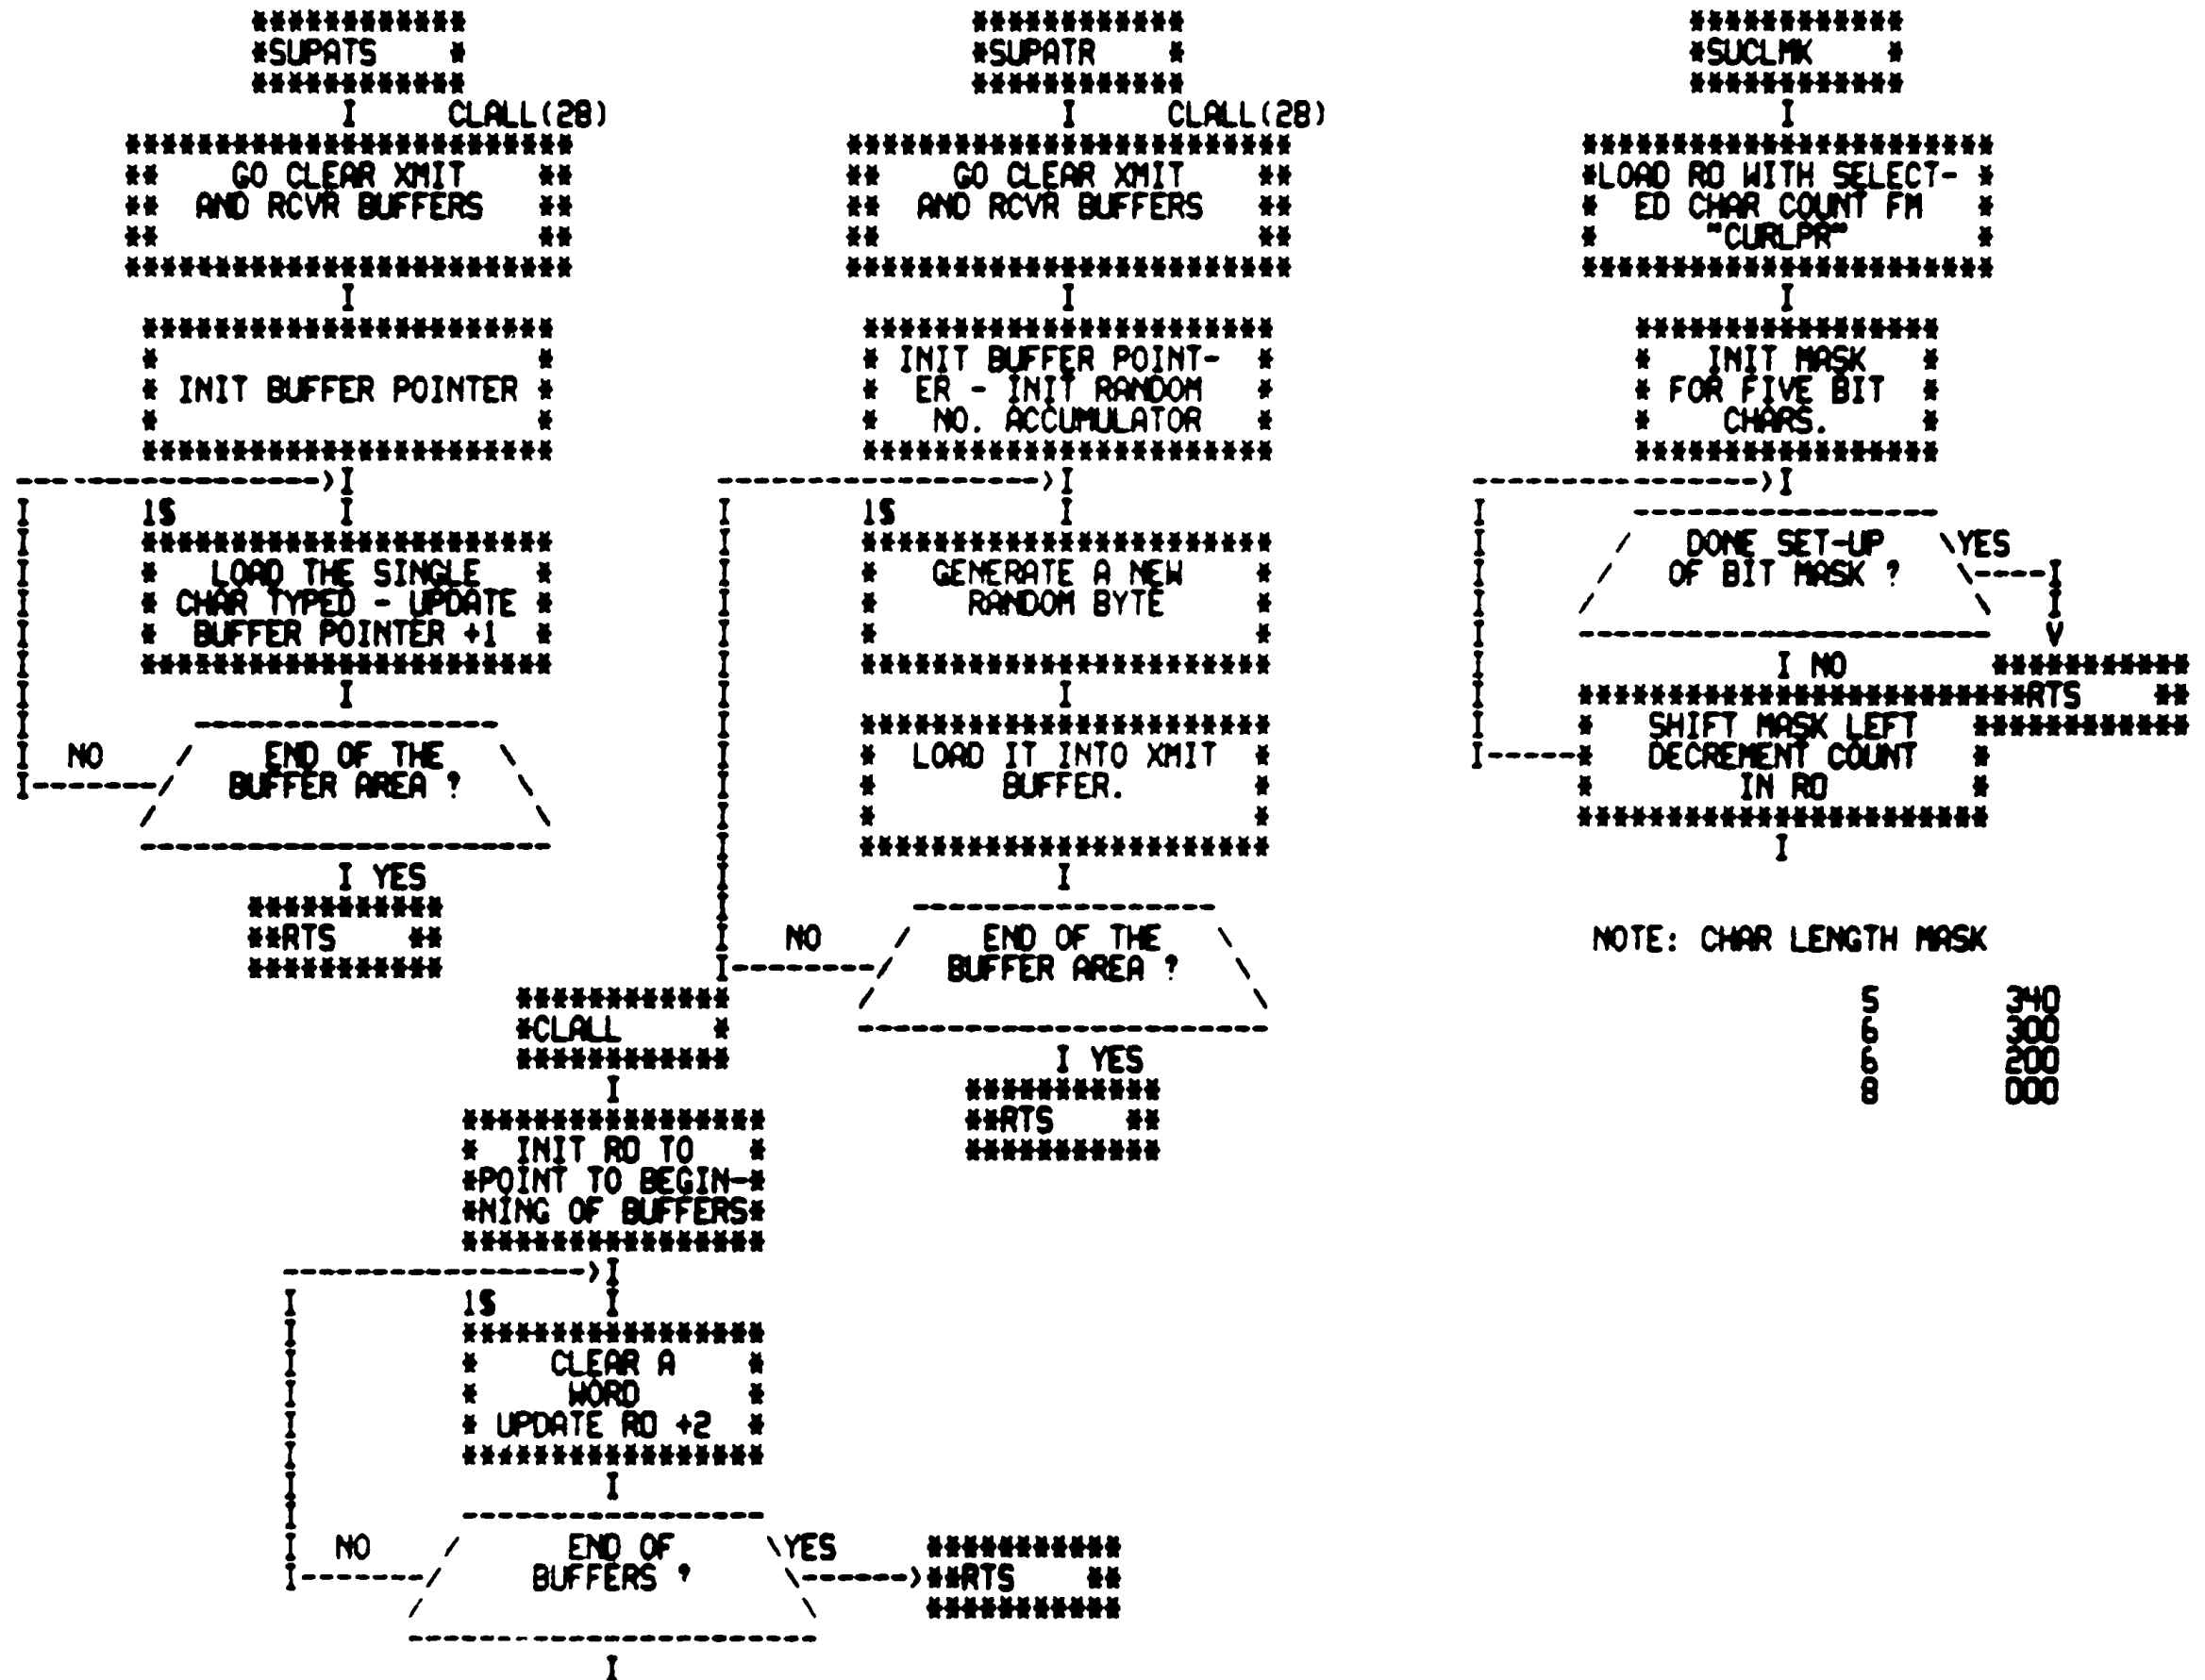 SUPATS
CLALL(28)
GO CLEAR XMIT
AND RCVR BUFFERS
INIT BUFFER POINTER
1$
LOAD THE SINGLE
CHAR TYPED - UPDATE
BUFFER POINTER +1
NO
END OF THE
BUFFER AREA ?
YES
RTS
SUPATR
CLALL(28)
GO CLEAR XMIT
AND RCVR BUFFERS
INIT BUFFER POINT-
ER - INIT RANDOM
NO. ACCUMULATOR
1$
GENERATE A NEW
RANDOM BYTE
LOAD IT INTO XMIT
BUFFER.
NO
END OF THE
BUFFER AREA ?
YES
RTS
CLALL
INIT R0 TO
POINT TO BEGIN-
NING OF BUFFERS
1$
CLEAR A
WORD
UPDATE R0 +2
NO
END OF
BUFFERS ?
YES
RTS
SUCLMK
LOAD R0 WITH SELECT-
ED CHAR COUNT FM
"CURLPR"
INIT MASK
FOR FIVE BIT
CHARS.
DONE SET-UP
OF BIT MASK ?
YES
NO
RTS
SHIFT MASK LEFT
DECREMENT COUNT
IN R0
NOTE: CHAR LENGTH MASK
5 340
6 300
6 200
8 000